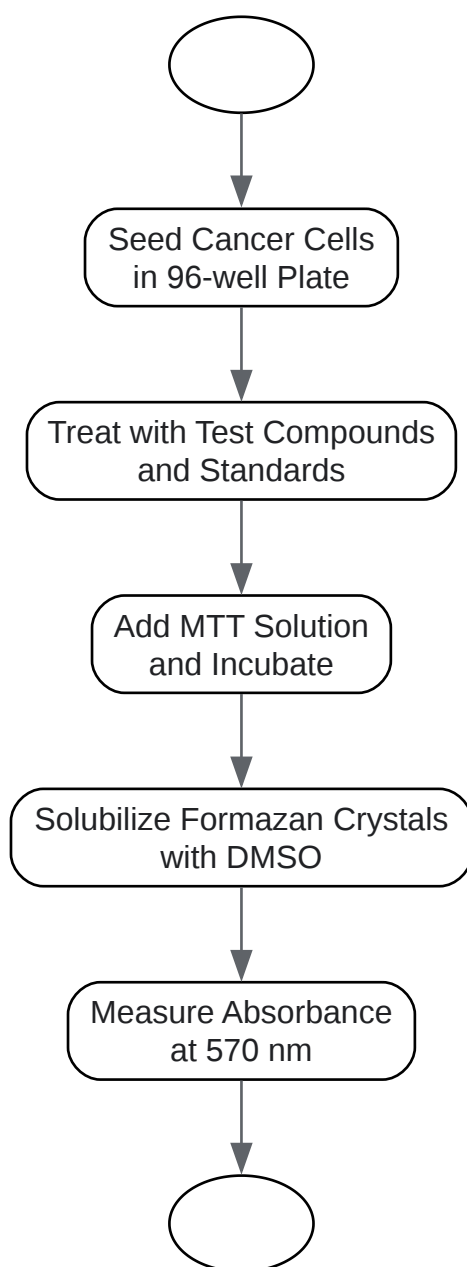 Seed Cancer Cells
in 96-well Plate
Treat with Test Compounds
and Standards
Add MTT Solution
and Incubate
Solubilize Formazan Crystals
with DMSO
Measure Absorbance
at 570 nm